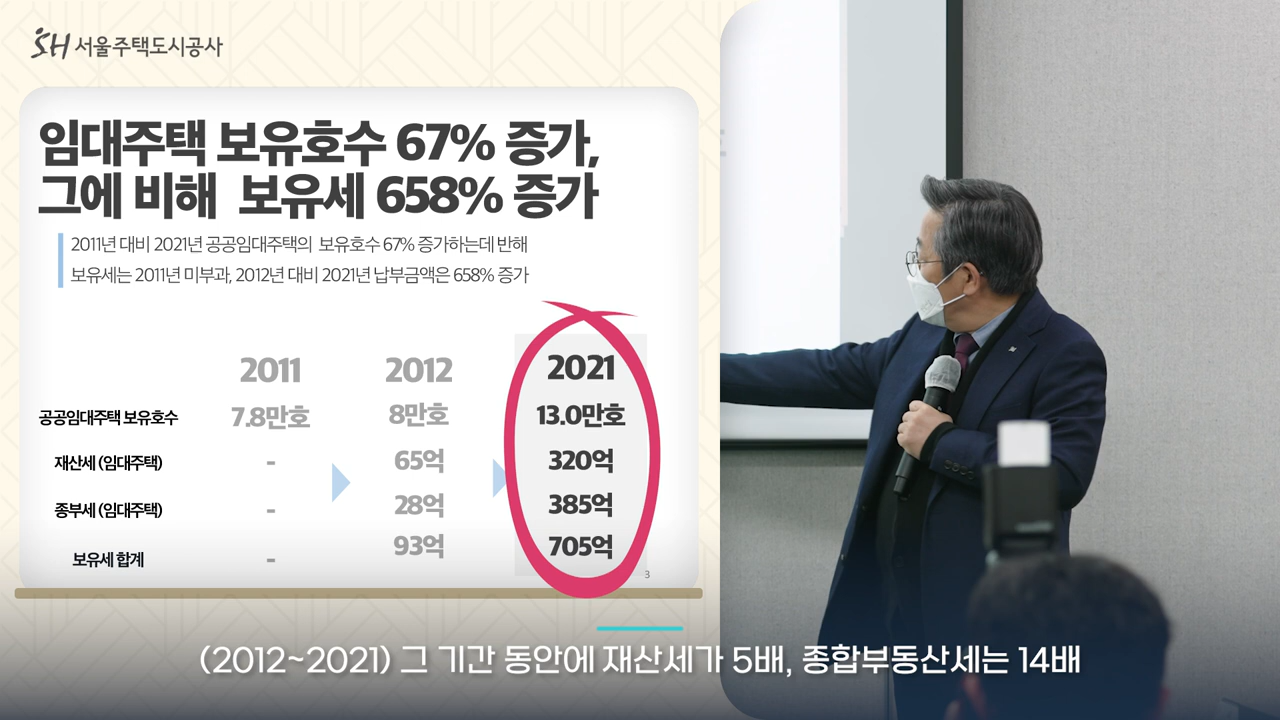 SH 서울주택도시공사
임대주택 보유호수 67% 증가,
그에 비해 보유세 658% 증가
2011년 대비 2021년 공공임대주택의 보유호수 67% 증가하는데 반해
보유세는 2011년 미부과, 2012년 대비 2021년 납부금액은 658% 증가
2011 2012 2021
공공임대주택 보유호수 7.8만호 8만호 13.0만호
재산세 (임대주택) - 65억 320억
종부세 (임대주택) - 28억 385억
보유세 합계 - 93억 705억
3
(2012~2021) 그 기간 동안에 재산세가 5배, 종합부동산세는 14배